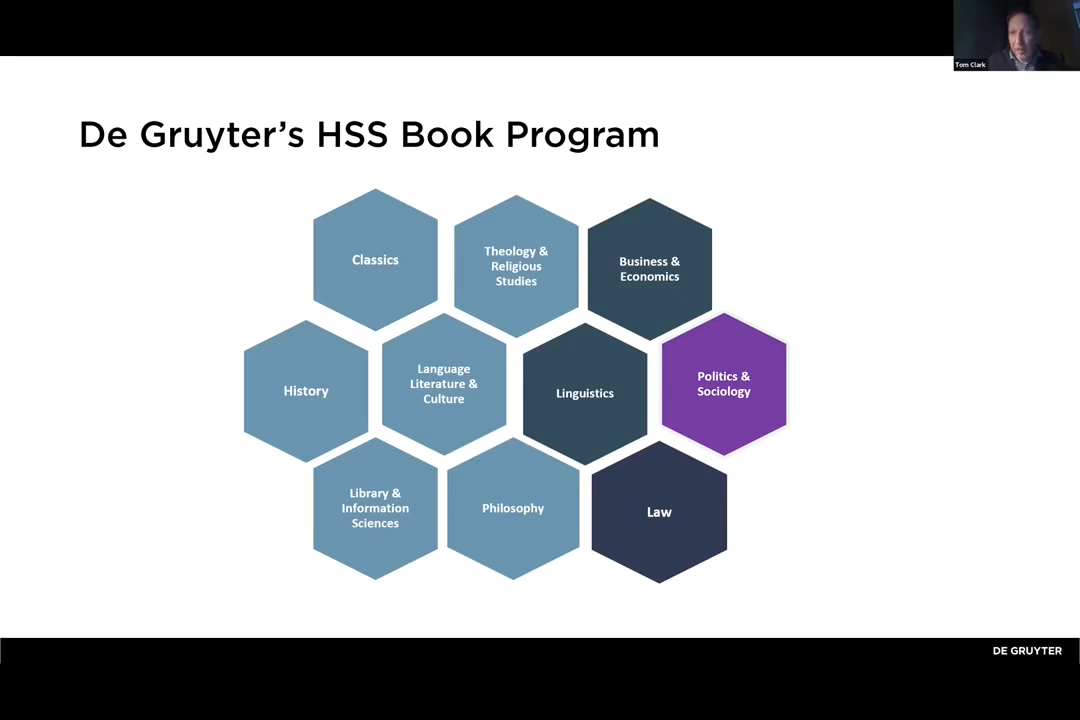 Tom Clark
De Gruyter’s HSS Book Program
Classics
Theology &
Religious
Studies
Business &
Economics
History
Language
Literature &
Culture
Linguistics
Politics &
Sociology
Library &
Information
Sciences
Philosophy
Law
DE GRUYTER